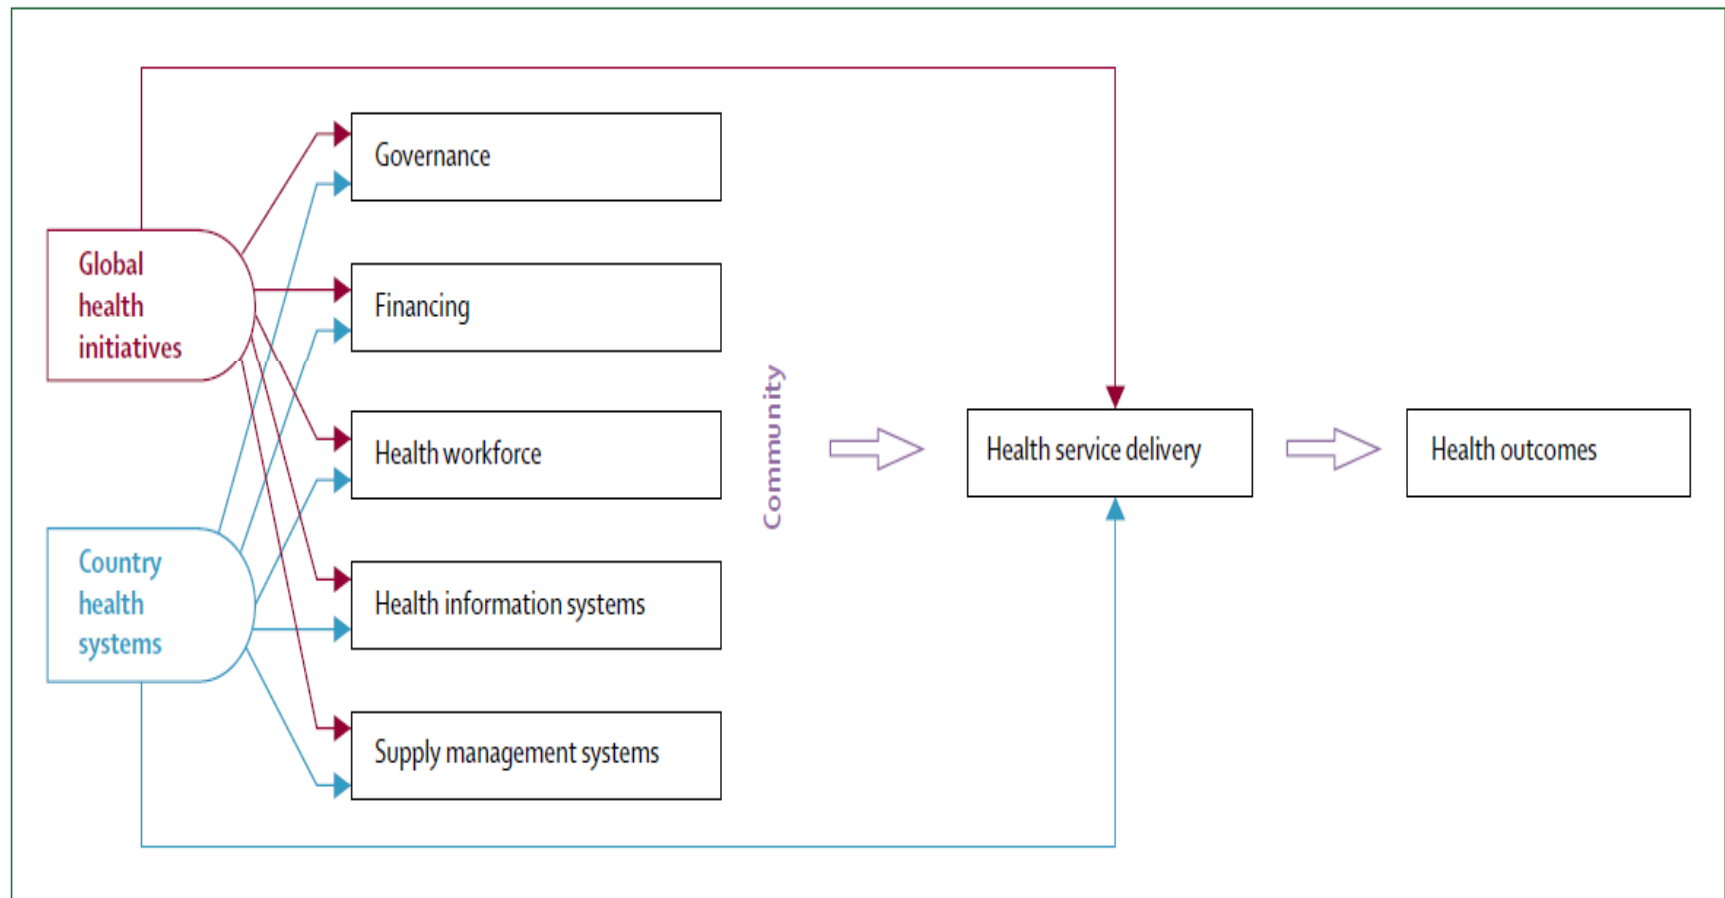 Global
health
initiatives
Country
health
systems
Governance
Financing
Health workforce
Health information systems
Supply management systems
Community
Health service delivery
Health outcomes